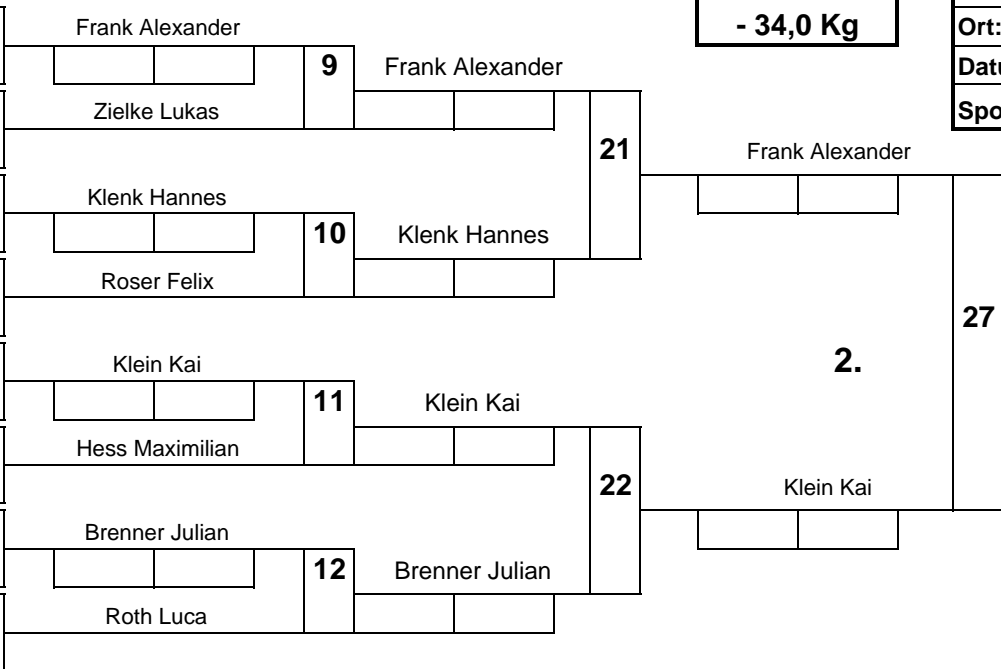 Frank Alexander
- 34,0 Kg
Ort:
9
Frank Alexander
Datu
Zielke Lukas
Spo
21
Frank Alexander
Klenk Hannes
10
Klenk Hannes
Roser Felix
27
2.
Klein Kai
11
Klein Kai
Hess Maximilian
22
Klein Kai
Brenner Julian
12
Brenner Julian
Roth Luca